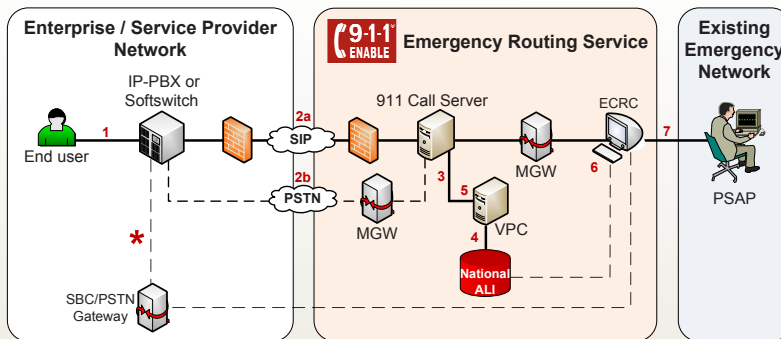 Enterprise / Service Provider
Network
9-1-1
ENABLE
Emergency Routing Service
Existing
Emergency
Network
IP-PBX or
Softswitch
911 Call Server
ECRC
1
2a
SIP
7
End user
MGW
6
3
5
2b
PSTN
MGW
VPC
PSAP
4
*
National
ALI
SBC/PSTN
Gateway